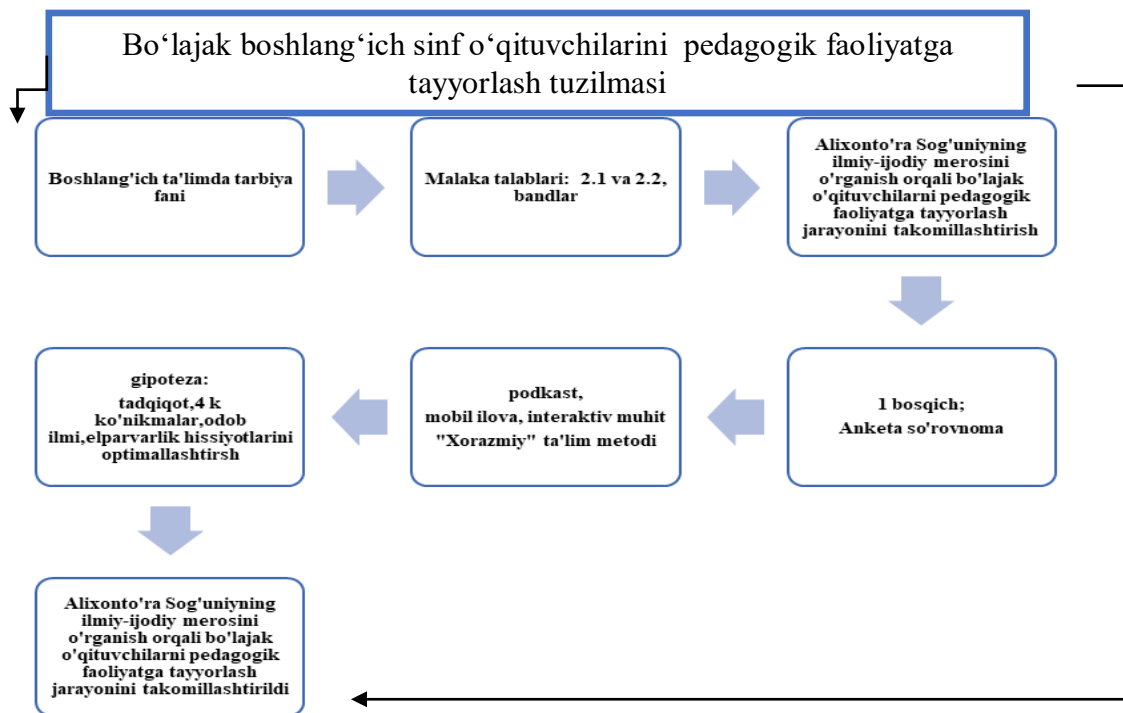 Bo‘lajak boshlang‘ich sinf o‘qituvchilarini pedagogik faoliyatga
tayyorlash tuzilmasi
Boshlang'ich ta'limda tarbiya
fani
Malaka talablari: 2.1 va 2.2,
bandlar
Alixonto'ra Sog'uniyning
ilmiy-ijodiy merosini
o'rganish orqali bo'lajak
o'qituvchilarni pedagogik
faoliyatga tayyorlash
jarayonini takomillashtirish
1 bosqich;
Anketa so'rovnoma
podkast,
mobil ilova, interaktiv muhit
"Xorazmiy" ta'lim metodi
gipoteza:
tadqiqot,4 k
ko'nikmalar,odob
ilmi,elparvarlik hissiyotlarini
optimallashtirsh
Alixonto'ra Sog'uniyning
ilmiy-ijodiy merosini
o'rganish orqali bo'lajak
o'qituvchilarni pedagogik
faoliyatga tayyorlash
jarayonini takomillashtirildi